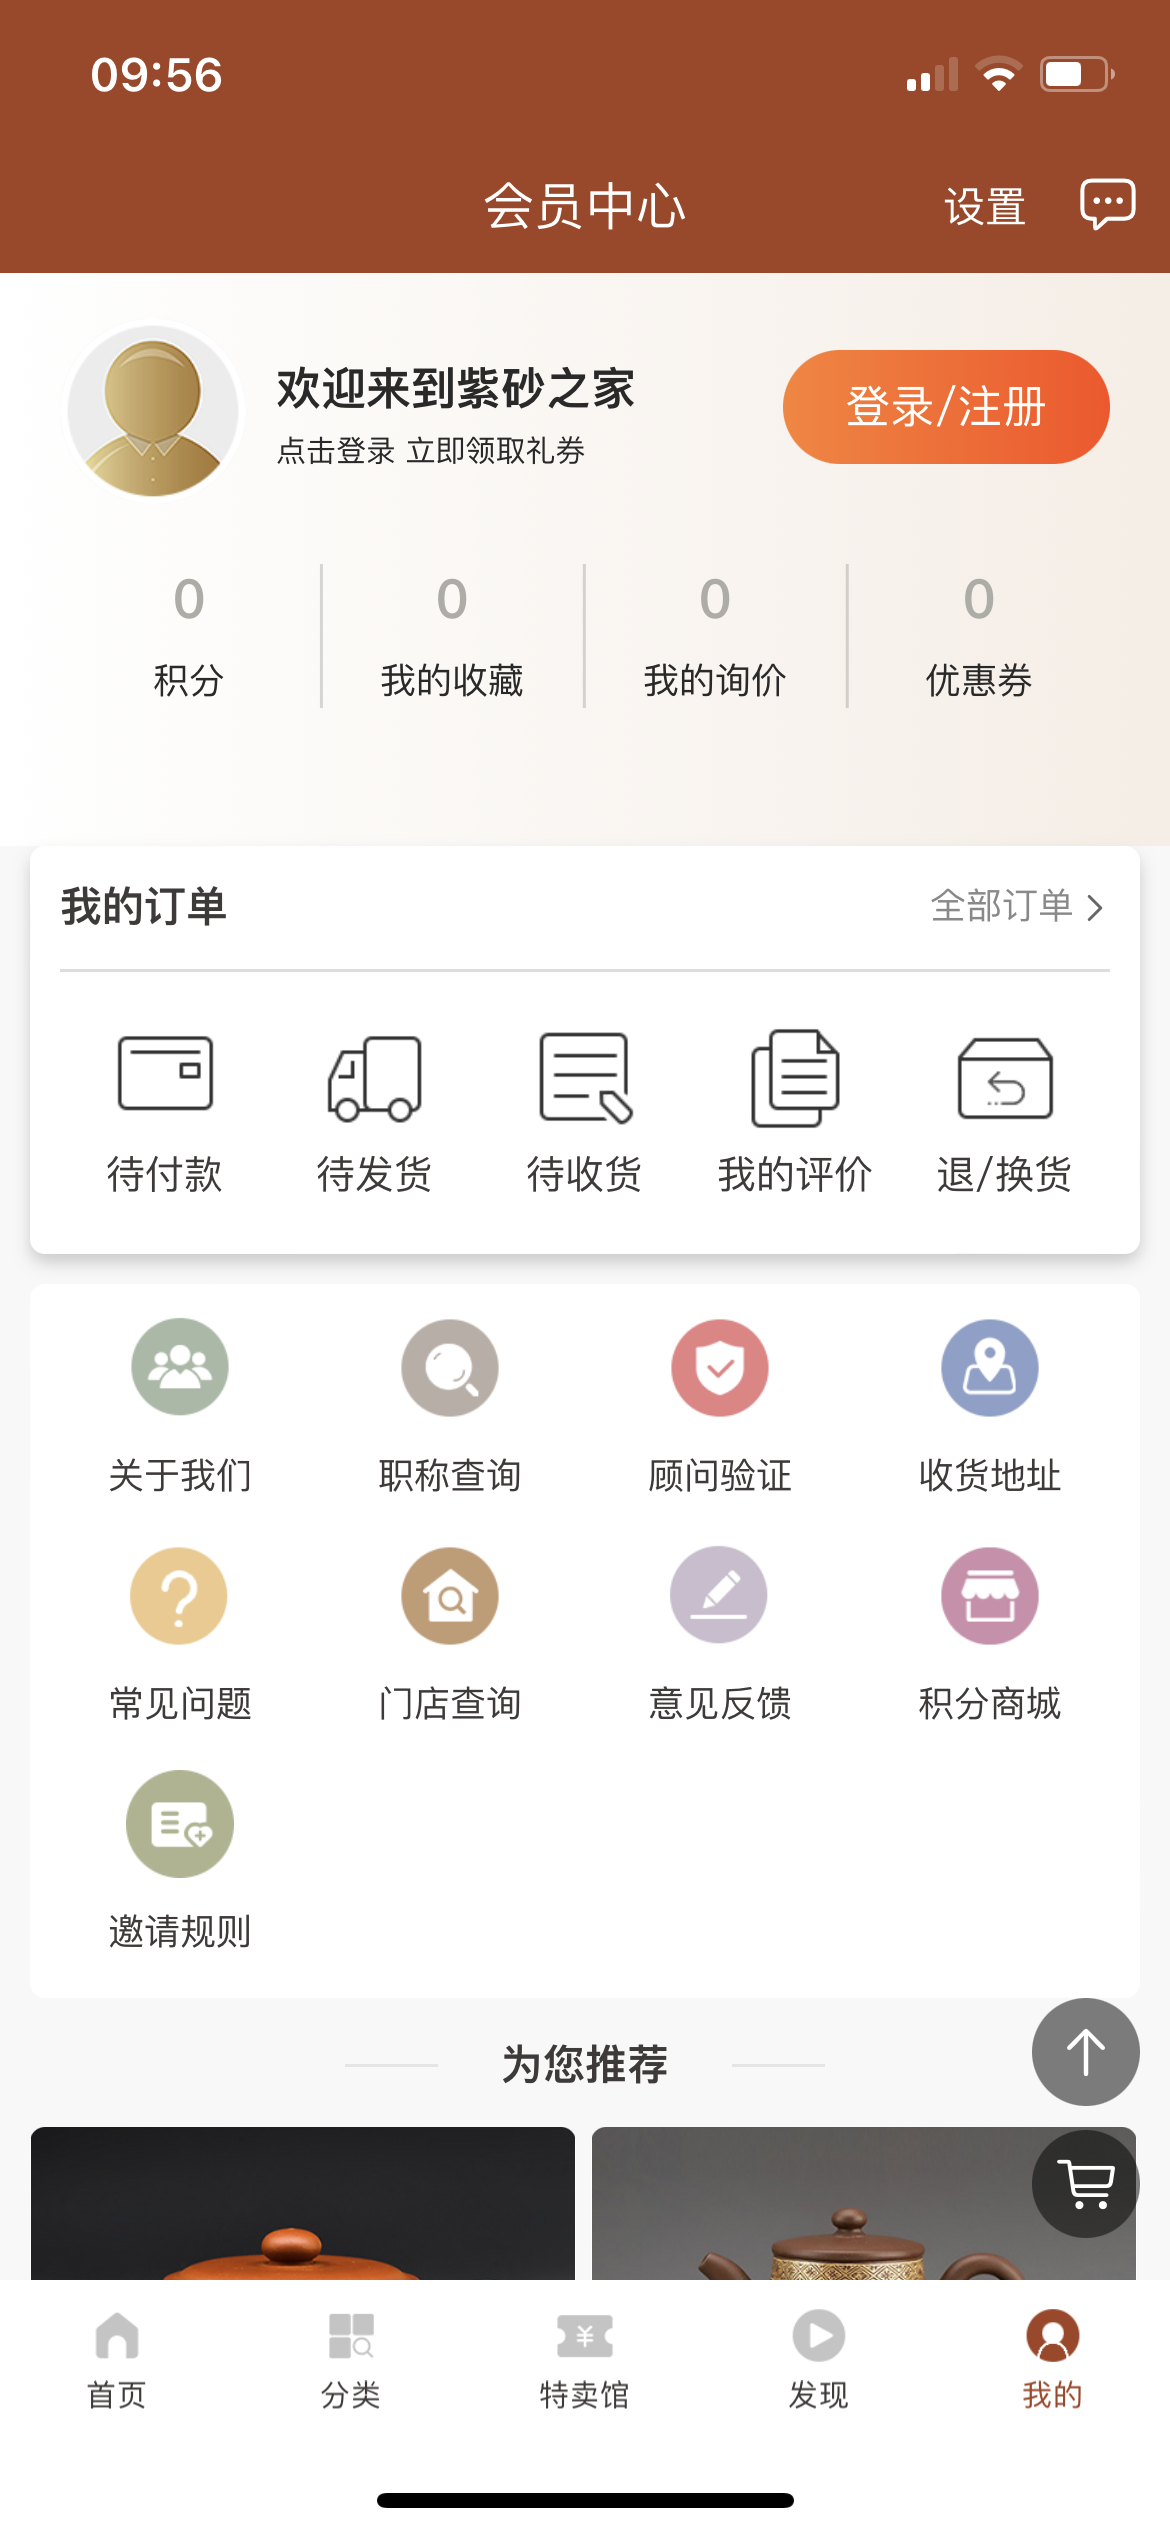 09:56
会员中心
设置
欢迎来到紫砂之家
点击登录 立即领取礼券
登录/注册
0 0 0 0
积分 我的收藏 我的询价 优惠券
我的订单
全部订单
待付款 待发货 待收货 我的评价 退/换货
关于我们 职称查询 顾问验证 收货地址
常见问题 门店查询 意见反馈 积分商城
邀请规则
为您推荐
首页 分类 特卖馆 发现 我的